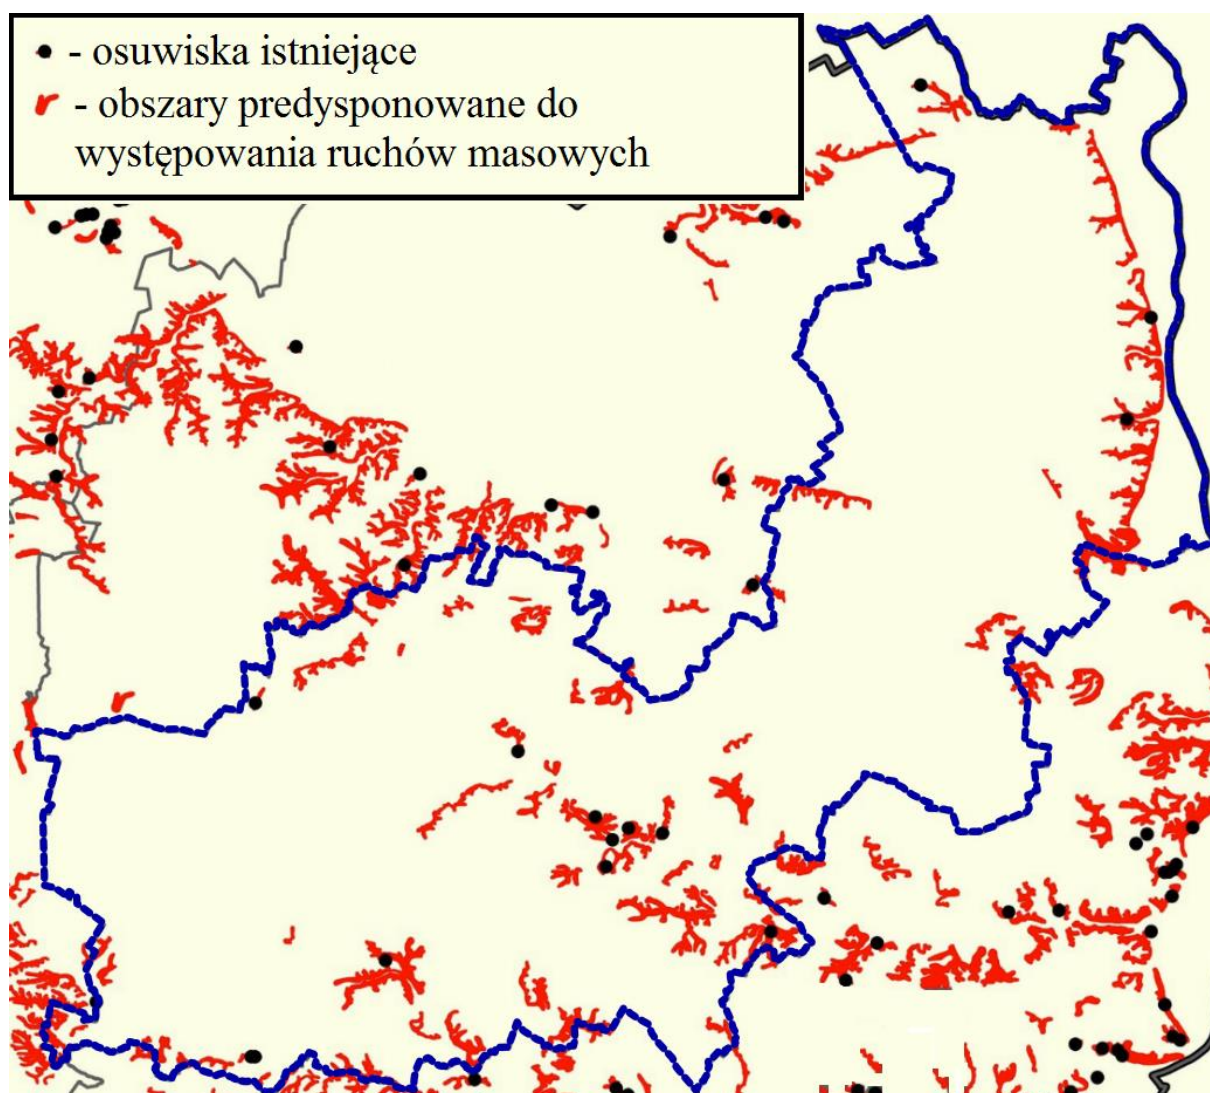 - osuwiska istniejące
- obszary predysponowane do
występowania ruchów masowych